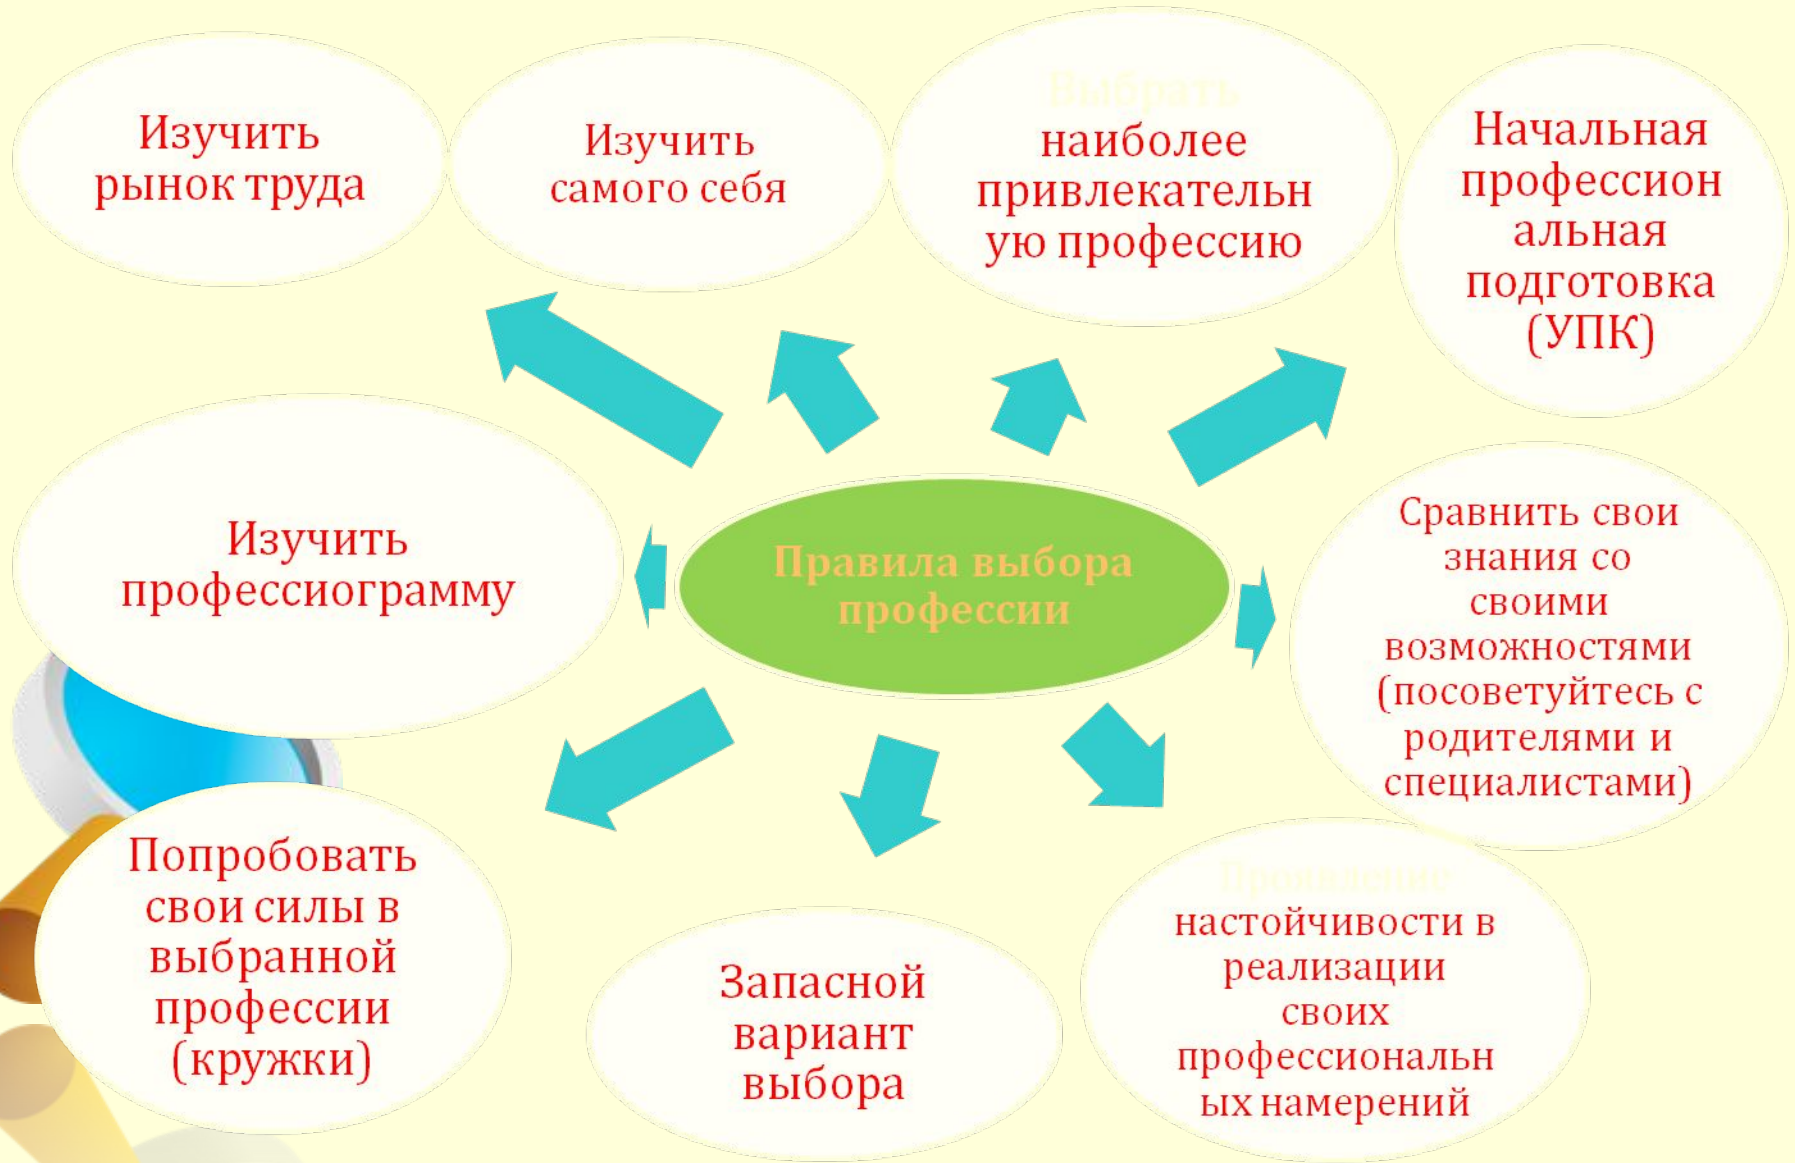 Изучить
рынок труда
Изучить
самого себя
Выбрать
наиболее
привлекательн
ую профессию
Начальная
профессион
альная
подготовка
(УПК)
Изучить
профессиограмму
Правила выбора
профессии
Сравнить свои
знания со
своими
возможностями
(посоветуйтесь с
родителями и
специалистами)
Попробовать
свои силы в
выбранной
профессии
(кружки)
Запасной
вариант
выбора
Проявление
настойчивости в
реализации
своих
профессиональн
ых намерений